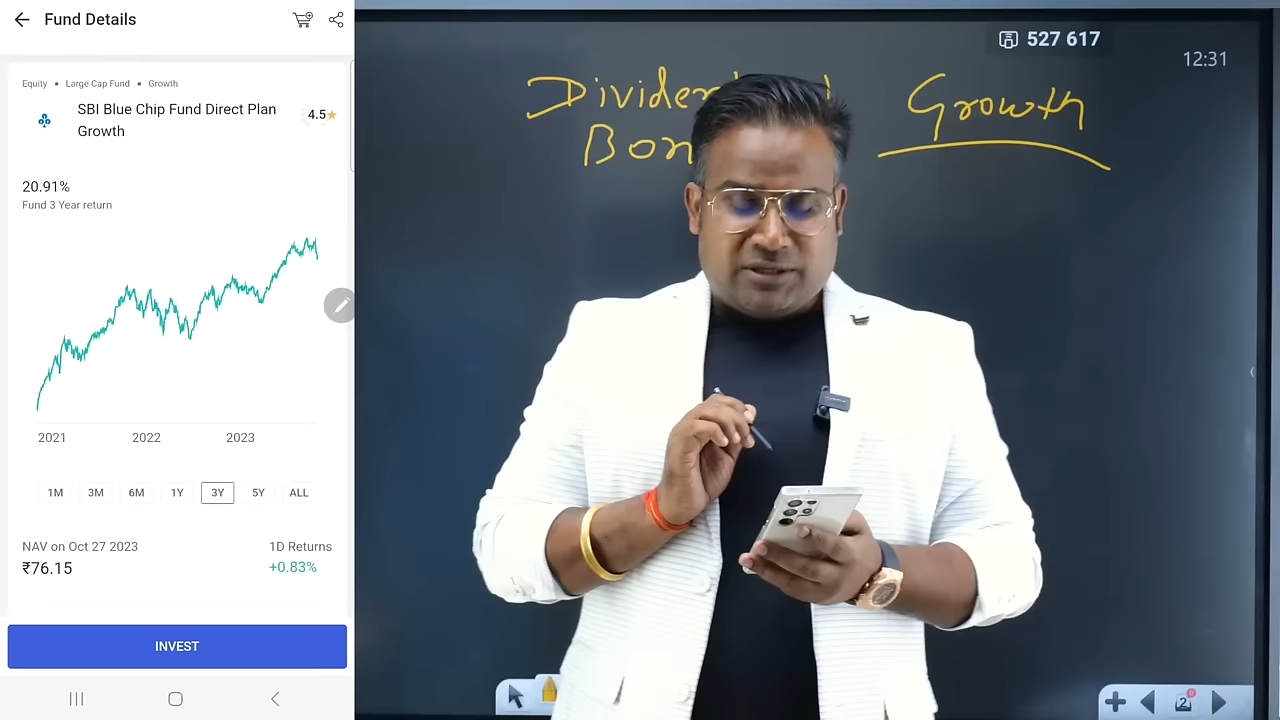 Fund Details
Equity • Large Cap Fund • Growth
SBI Blue Chip Fund Direct Plan
Growth
4.5★
20.91%
Fund 3 Year return
2021 2022 2023
1M 3M 6M 1Y 3Y 5Y ALL
NAV on Oct 27 2023 1D Returns
₹76.15 +0.83%
INVEST
527 617
12:31
Growth
2